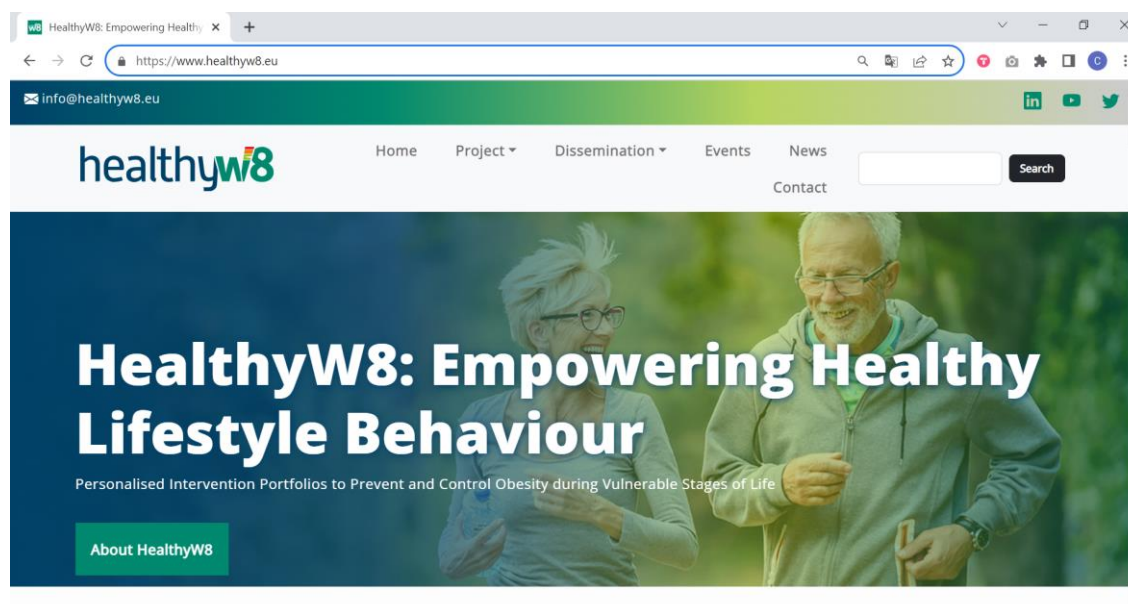 w8 HealthyW8: Empowering Healthy
https://www.healthyw8.eu
C
info@healthyw8.eu
in
healthyw8
Home Project Dissemination Events News
Contact
Search
HealthyW8: Empowering Healthy
Lifestyle Behaviour
Personalised Intervention Portfolios to Prevent and Control Obesity during Vulnerable Stages of Life
About HealthyW8